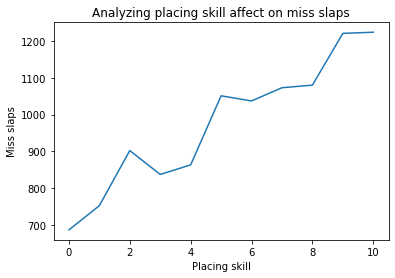 Analyzing placing skill affect on miss slaps
1200
1100
1000
900
800
700
Miss slaps
0 2 4 6 8 10
Placing skill